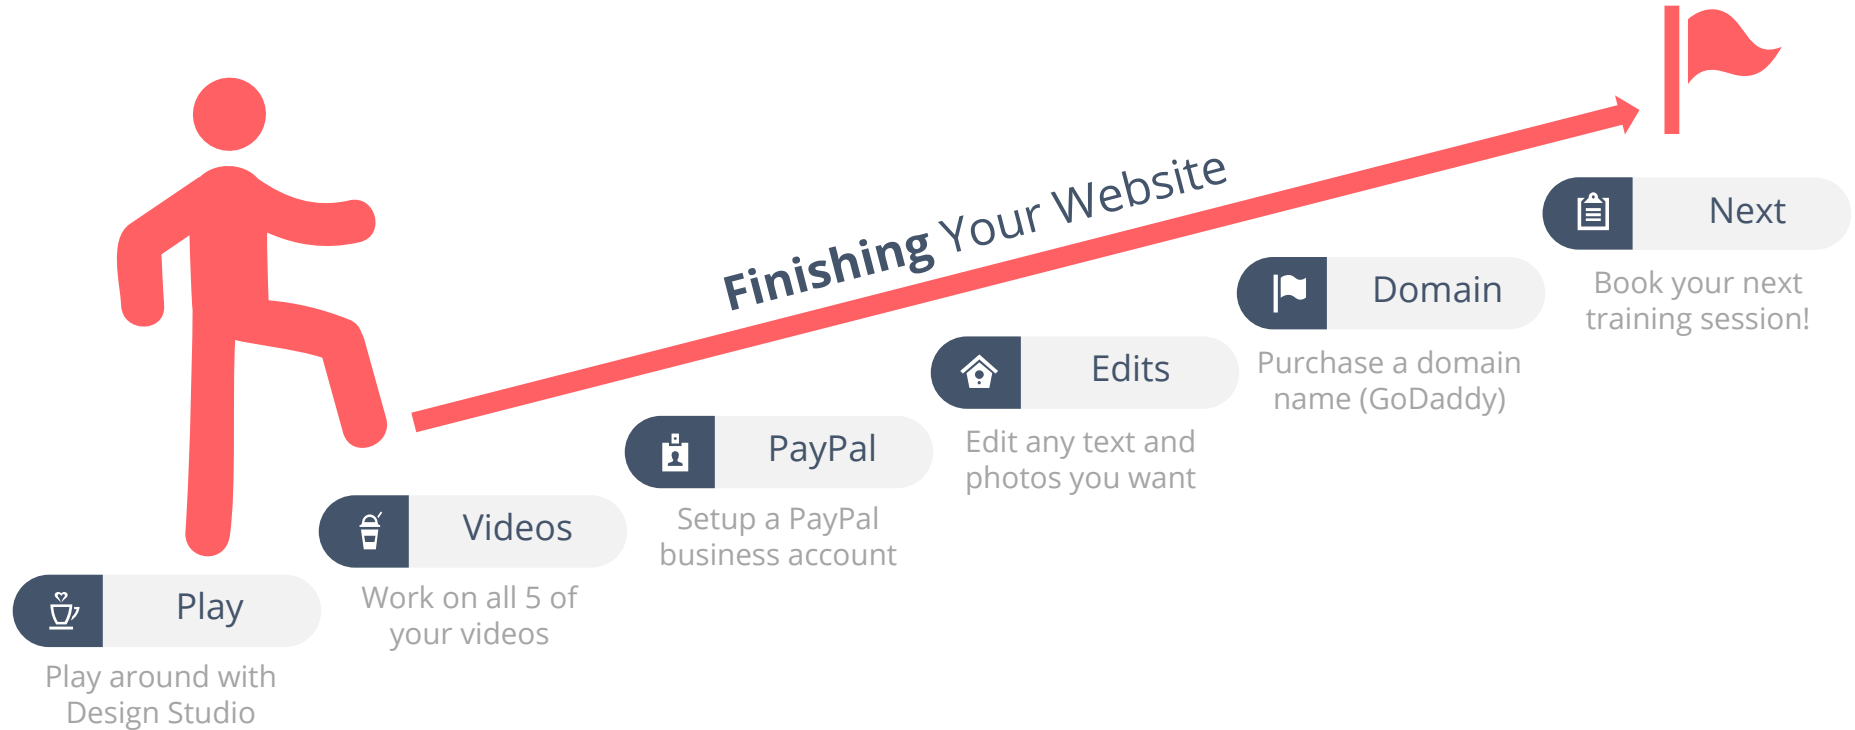 Finishing Your Website
Play
Play around with
Design Studio
Videos
Work on all 5 of
your videos
PayPal
Setup a PayPal
business account
Edits
Edit any text and
photos you want
Domain
Purchase a domain
name (GoDaddy)
Next
Book your next
training session!